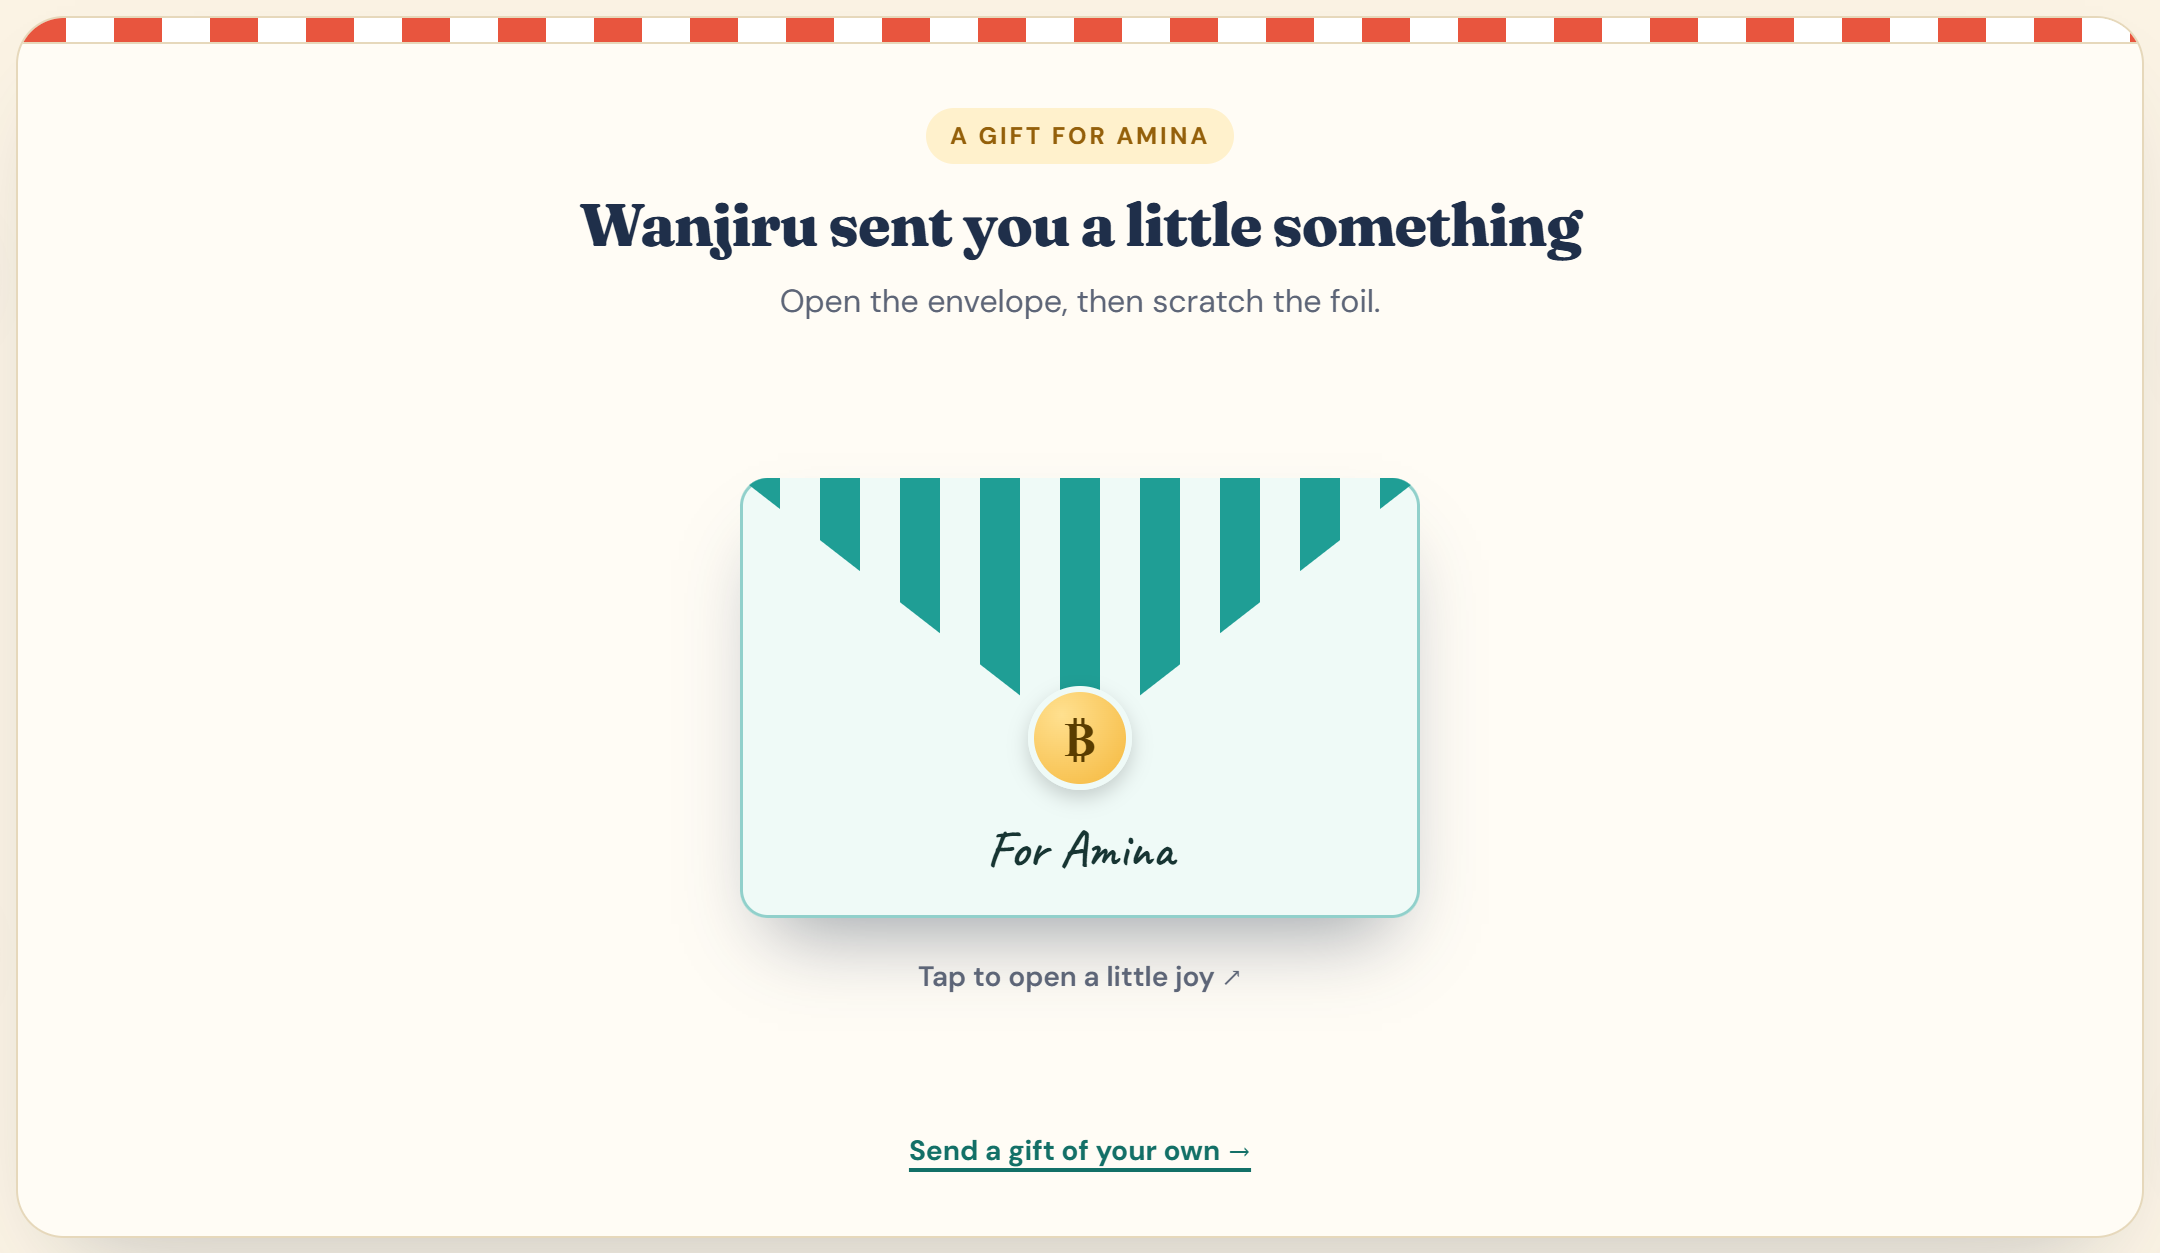 A GIFT FOR AMINA
Wanjiru sent you a little something
Open the envelope, then scratch the foil.
₿
For Amina
Tap to open a little joy ↗
Send a gift of your own →